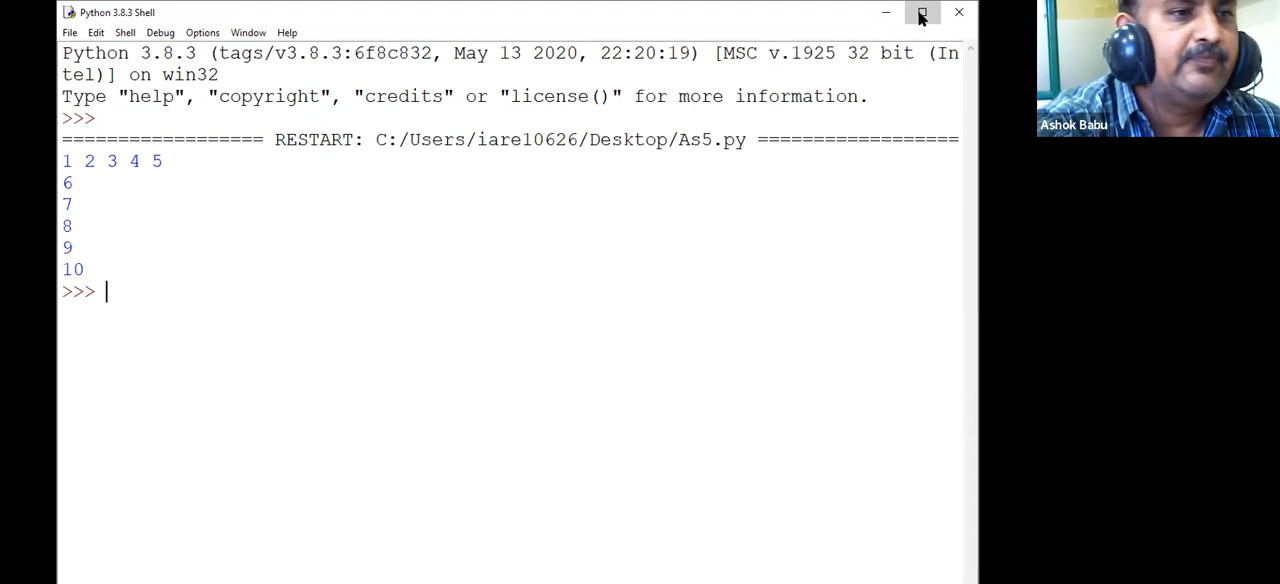 Python 3.8.3 Shell
File Edit Shell Debug Options Window Help
Python 3.8.3 (tags/v3.8.3:6f8c832, May 13 2020, 22:20:19) [MSC v.1925 32 bit (In
tel)] on win32
Type "help", "copyright", "credits" or "license()" for more information.
>>>
================== RESTART: C:/Users/iare10626/Desktop/As5.py ==================
1 2 3 4 5
6
7
8
9
10
>>>
Ashok Babu